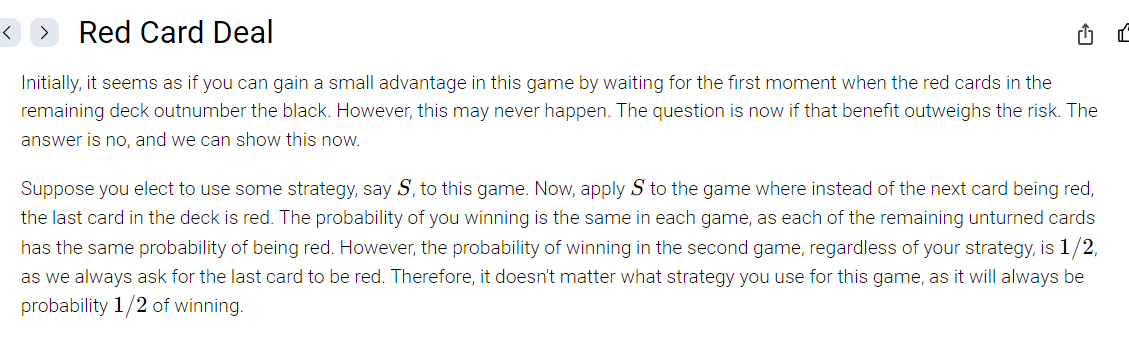 Red Card Deal
Initially, it seems as if you can gain a small advantage in this game by waiting for the first moment when the red cards in the
remaining deck outnumber the black. However, this may never happen. The question is now if that benefit outweighs the risk. The
answer is no, and we can show this now.
Suppose you elect to use some strategy, say S, to this game. Now, apply S to the game where instead of the next card being red,
the last card in the deck is red. The probability of you winning is the same in each game, as each of the remaining unturned cards
has the same probability of being red. However, the probability of winning in the second game, regardless of your strategy, is 1/2,
as we always ask for the last card to be red. Therefore, it doesn't matter what strategy you use for this game, as it will always be
probability 1/2 of winning.